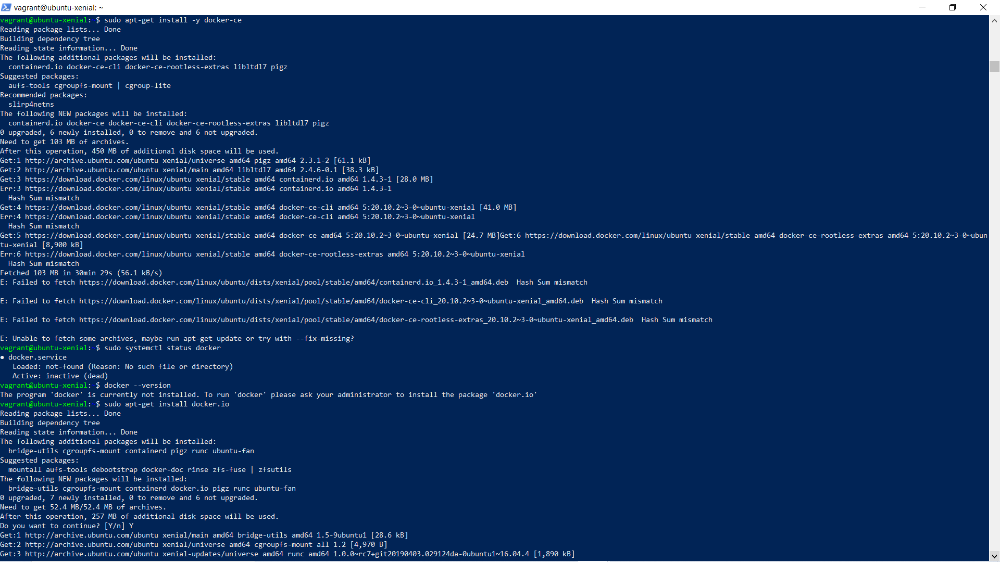 vagrant@ubuntu-xenial: ~
vagrant@ubuntu-xenial: $ sudo apt-get install -y docker-ce
Reading package lists... Done
Building dependency tree
Reading state information... Done
The following additional packages will be installed:
  containerd.io docker-ce-cli docker-ce-rootless-extras libltdl7 pigz
Suggested packages:
  aufs-tools cgroupfs-mount | cgroup-lite
Recommended packages:
  slirp4netns
The following NEW packages will be installed:
  containerd.io docker-ce docker-ce-cli docker-ce-rootless-extras libltdl7 pigz
0 upgraded, 6 newly installed, 0 to remove and 6 not upgraded.
Need to get 103 MB of archives.
After this operation, 450 MB of additional disk space will be used.
Get:1 http://archive.ubuntu.com/ubuntu xenial/universe amd64 pigz amd64 2.3.1-2 [61.1 kB]
Get:2 http://archive.ubuntu.com/ubuntu xenial/main amd64 libltdl7 amd64 2.4.6-0.1 [38.3 kB]
Get:3 https://download.docker.com/linux/ubuntu xenial/stable amd64 containerd.io amd64 1.4.3-1 [28.0 MB]
Err:3 https://download.docker.com/linux/ubuntu xenial/stable amd64 containerd.io amd64 1.4.3-1
  Hash Sum mismatch
Get:4 https://download.docker.com/linux/ubuntu xenial/stable amd64 docker-ce-cli amd64 5:20.10.2~3-0~ubuntu-xenial [41.0 MB]
Err:4 https://download.docker.com/linux/ubuntu xenial/stable amd64 docker-ce-cli amd64 5:20.10.2~3-0~ubuntu-xenial
  Hash Sum mismatch
Get:5 https://download.docker.com/linux/ubuntu xenial/stable amd64 docker-ce amd64 5:20.10.2~3-0~ubuntu-xenial [24.7 MB]Get:6 https://download.docker.com/linux/ubuntu xenial/stable amd64 docker-ce-rootless-extras amd64 5:20.10.2~3-0~ubun
tu-xenial [8,900 kB]
Err:6 https://download.docker.com/linux/ubuntu xenial/stable amd64 docker-ce-rootless-extras amd64 5:20.10.2~3-0~ubuntu-xenial
  Hash Sum mismatch
Fetched 103 MB in 30min 29s (56.1 kB/s)
E: Failed to fetch https://download.docker.com/linux/ubuntu/dists/xenial/pool/stable/amd64/containerd.io_1.4.3-1_amd64.deb  Hash Sum mismatch
E: Failed to fetch https://download.docker.com/linux/ubuntu/dists/xenial/pool/stable/amd64/docker-ce-cli_20.10.2~3-0~ubuntu-xenial_amd64.deb  Hash Sum mismatch
E: Failed to fetch https://download.docker.com/linux/ubuntu/dists/xenial/pool/stable/amd64/docker-ce-rootless-extras_20.10.2~3-0~ubuntu-xenial_amd64.deb  Hash Sum mismatch
E: Unable to fetch some archives, maybe run apt-get update or try with --fix-missing?
vagrant@ubuntu-xenial: $ sudo systemctl status docker
● docker.service
   Loaded: not-found (Reason: No such file or directory)
   Active: inactive (dead)
vagrant@ubuntu-xenial: $ docker --version
The program 'docker' is currently not installed. To run 'docker' please ask your administrator to install the package 'docker.io'
vagrant@ubuntu-xenial: $ sudo apt-get install docker.io
Reading package lists... Done
Building dependency tree
Reading state information... Done
The following additional packages will be installed:
  bridge-utils cgroupfs-mount containerd pigz runc ubuntu-fan
Suggested packages:
  mountall aufs-tools debootstrap docker-doc rinse zfs-fuse | zfsutils
The following NEW packages will be installed:
  bridge-utils cgroupfs-mount containerd docker.io pigz runc ubuntu-fan
0 upgraded, 7 newly installed, 0 to remove and 6 not upgraded.
Need to get 52.4 MB/52.4 MB of archives.
After this operation, 257 MB of additional disk space will be used.
Do you want to continue? [Y/n] Y
Get:1 http://archive.ubuntu.com/ubuntu xenial/main amd64 bridge-utils amd64 1.5-9ubuntu1 [28.6 kB]
Get:2 http://archive.ubuntu.com/ubuntu xenial/universe amd64 cgroupfs-mount all 1.2 [4,970 B]
Get:3 http://archive.ubuntu.com/ubuntu xenial-updates/universe amd64 runc amd64 1.0.0~rc7+git20190403.029124da-0ubuntu1~16.04.4 [1,890 kB]